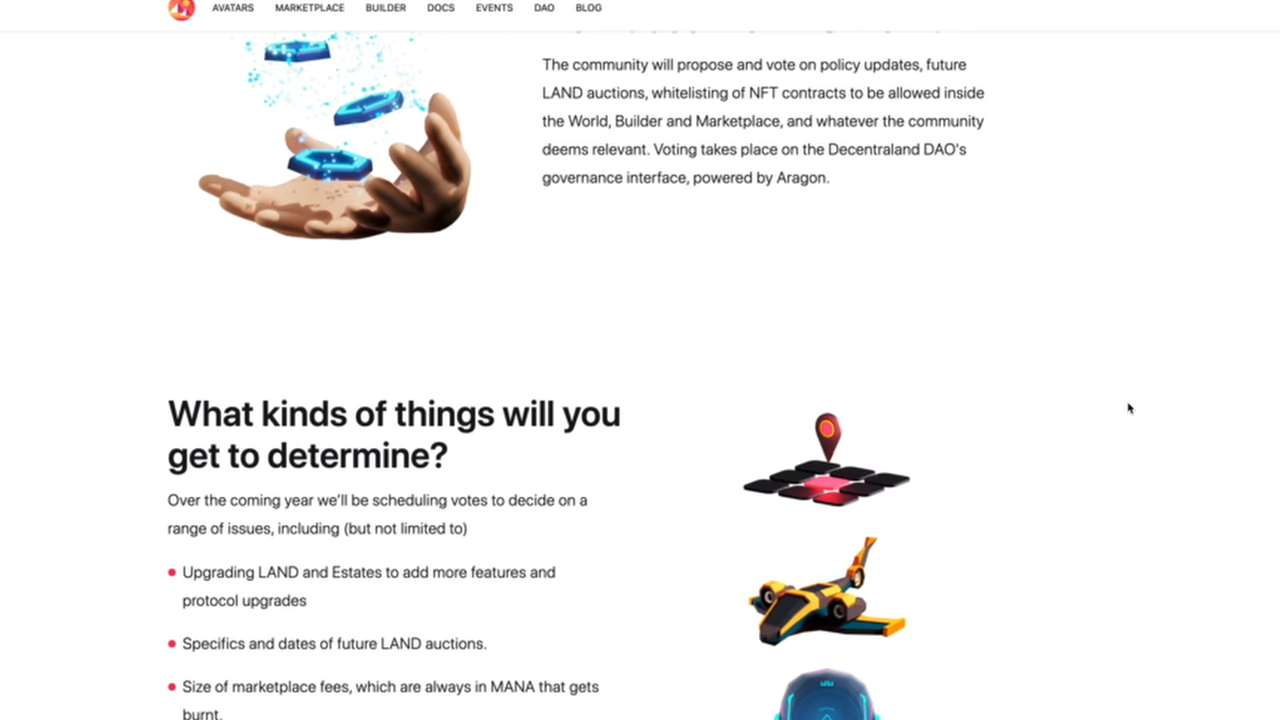 AVATARS MARKETPLACE BUILDER DOCS EVENTS DAO BLOG
The community will propose and vote on policy updates, future
LAND auctions, whitelisting of NFT contracts to be allowed inside
the World, Builder and Marketplace, and whatever the community
deems relevant. Voting takes place on the Decentraland DAO's
governance interface, powered by Aragon.
What kinds of things will you
get to determine?
Over the coming year we’ll be scheduling votes to decide on a
range of issues, including (but not limited to)
Upgrading LAND and Estates to add more features and
protocol upgrades
Specifics and dates of future LAND auctions.
Size of marketplace fees, which are always in MANA that gets
burnt.